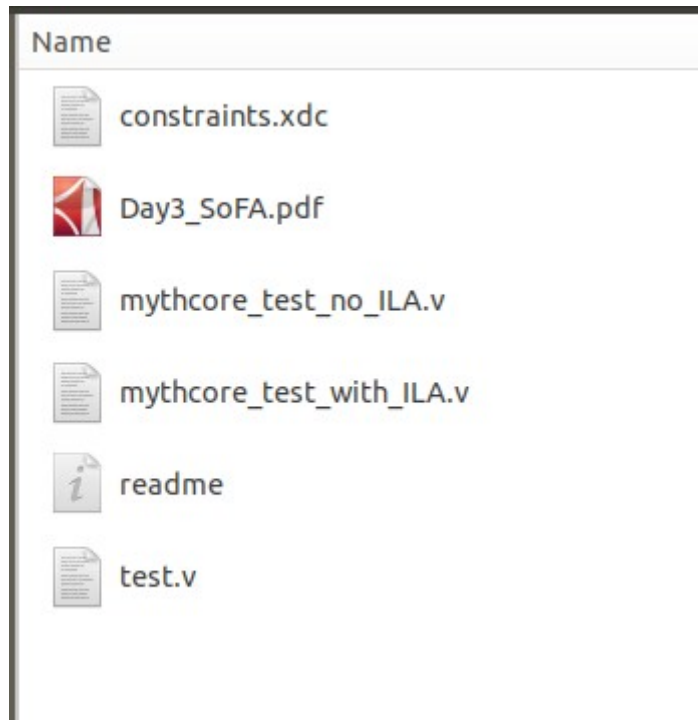 Name
constraints.xdc
Day3_SoFA.pdf
mythcore_test_no_ILA.v
mythcore_test_with_ILA.v
readme
test.v